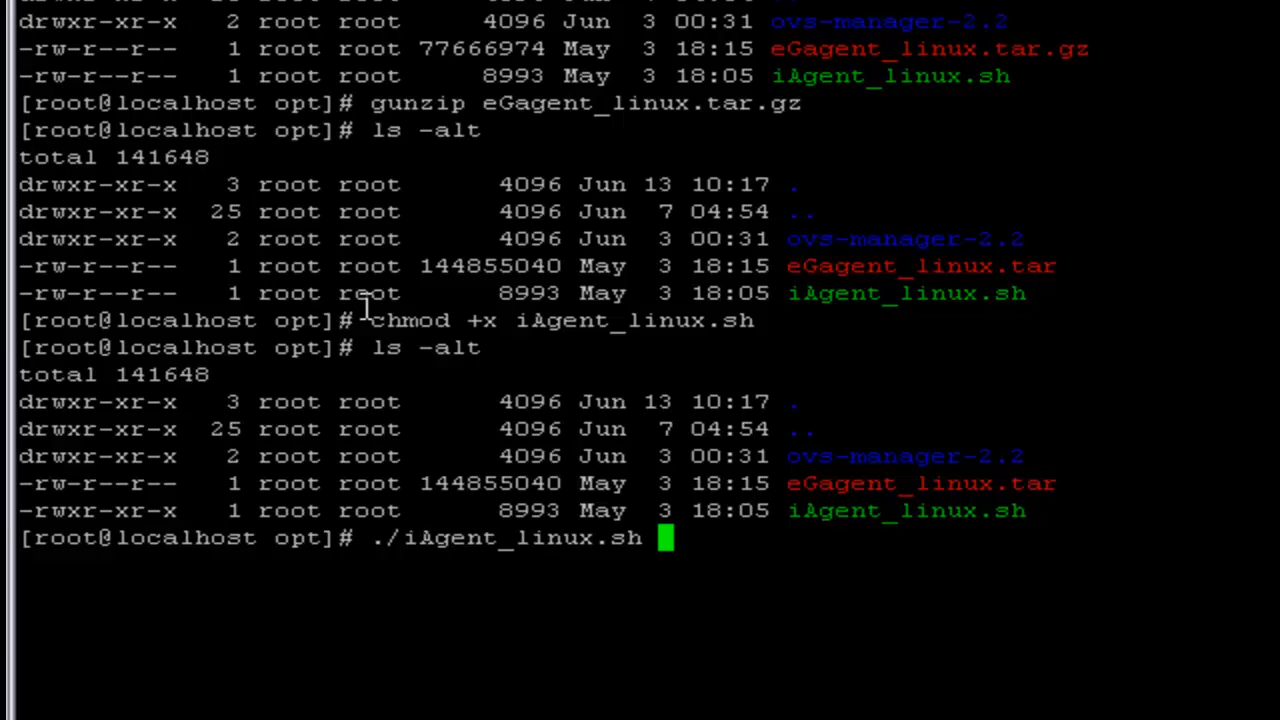 drwxr-xr-x   2 root root     4096 Jun  3 00:31 ovs-manager-2.2
-rw-r--r--   1 root root 77666974 May  3 18:15 eGagent_linux.tar.gz
-rw-r--r--   1 root root     8993 May  3 18:05 iAgent_linux.sh
[root@localhost opt]# gunzip eGagent_linux.tar.gz
[root@localhost opt]# ls -alt
total 141648
drwxr-xr-x   3 root root      4096 Jun 13 10:17 .
drwxr-xr-x  25 root root      4096 Jun  7 04:54 ..
drwxr-xr-x   2 root root      4096 Jun  3 00:31 ovs-manager-2.2
-rw-r--r--   1 root root 144855040 May  3 18:15 eGagent_linux.tar
-rw-r--r--   1 root root      8993 May  3 18:05 iAgent_linux.sh
[root@localhost opt]# chmod +x iAgent_linux.sh
[root@localhost opt]# ls -alt
total 141648
drwxr-xr-x   3 root root      4096 Jun 13 10:17 .
drwxr-xr-x  25 root root      4096 Jun  7 04:54 ..
drwxr-xr-x   2 root root      4096 Jun  3 00:31 ovs-manager-2.2
-rw-r--r--   1 root root 144855040 May  3 18:15 eGagent_linux.tar
-rw-r--r--   1 root root      8993 May  3 18:05 iAgent_linux.sh
[root@localhost opt]# ./iAgent_linux.sh